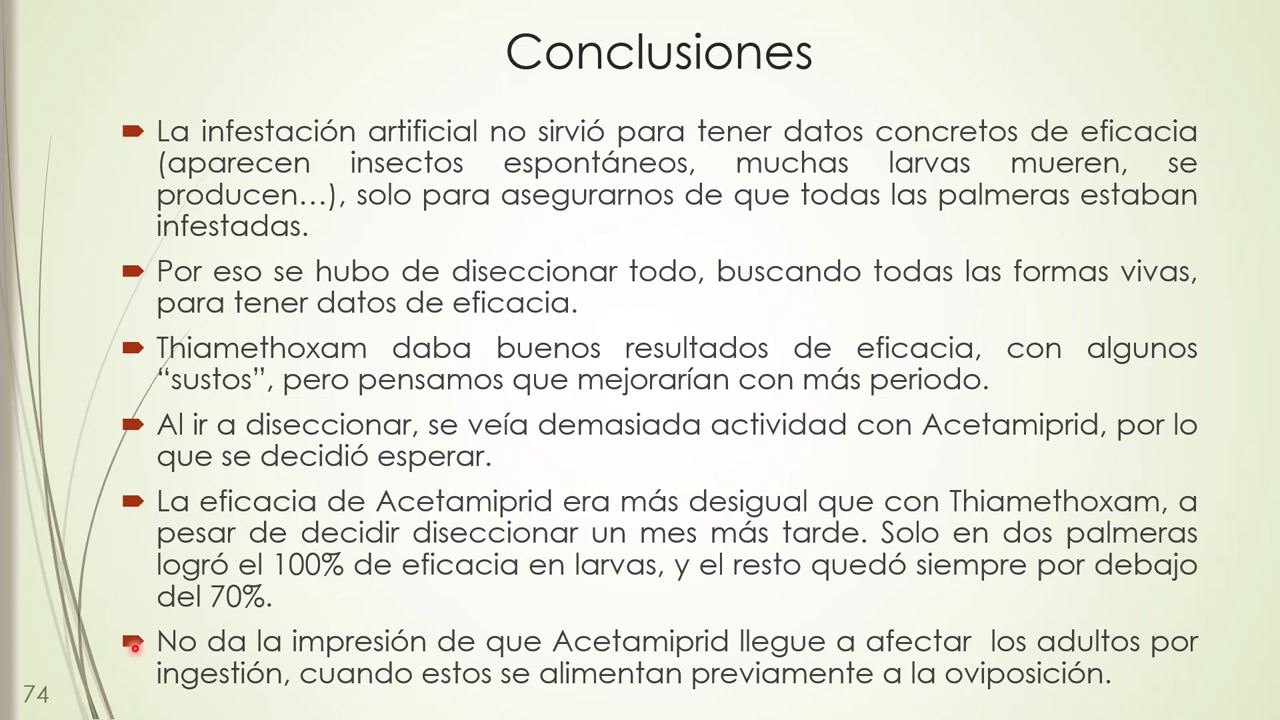 Conclusiones
La infestación artificial no sirvió para tener datos concretos de eficacia
(aparecen insectos espontáneos, muchas larvas mueren, se
producen…), solo para asegurarnos de que todas las palmeras estaban
infestadas.
Por eso se hubo de diseccionar todo, buscando todas las formas vivas,
para tener datos de eficacia.
Thiamethoxam daba buenos resultados de eficacia, con algunos
“sustos”, pero pensamos que mejorarían con más periodo.
Al ir a diseccionar, se veía demasiada actividad con Acetamiprid, por lo
que se decidió esperar.
La eficacia de Acetamiprid era más desigual que con Thiamethoxam, a
pesar de decidir diseccionar un mes más tarde. Solo en dos palmeras
logró el 100% de eficacia en larvas, y el resto quedó siempre por debajo
del 70%.
No da la impresión de que Acetamiprid llegue a afectar los adultos por
ingestión, cuando estos se alimentan previamente a la oviposición.
74